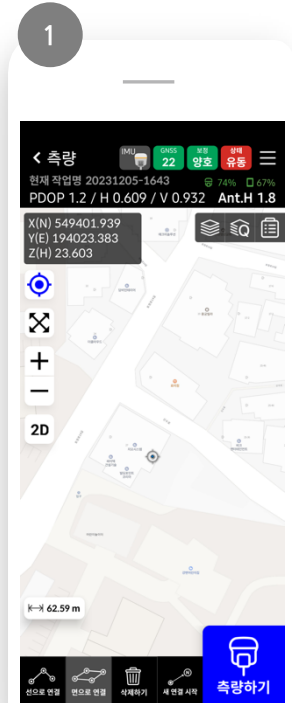 1
측량
IMU
GNSS
22
보정
양호
상태
유동
현재 작업명 20231205-1643
74%
67%
PDOP 1.2 / H 0.609 / V 0.932
Ant.H 1.8
X(N) 549401.939
Y(E) 194023.383
Z(H) 23.603
2D
62.59 m
선으로 연결
면으로 연결
삭제하기
새 연결 시작
측량하기